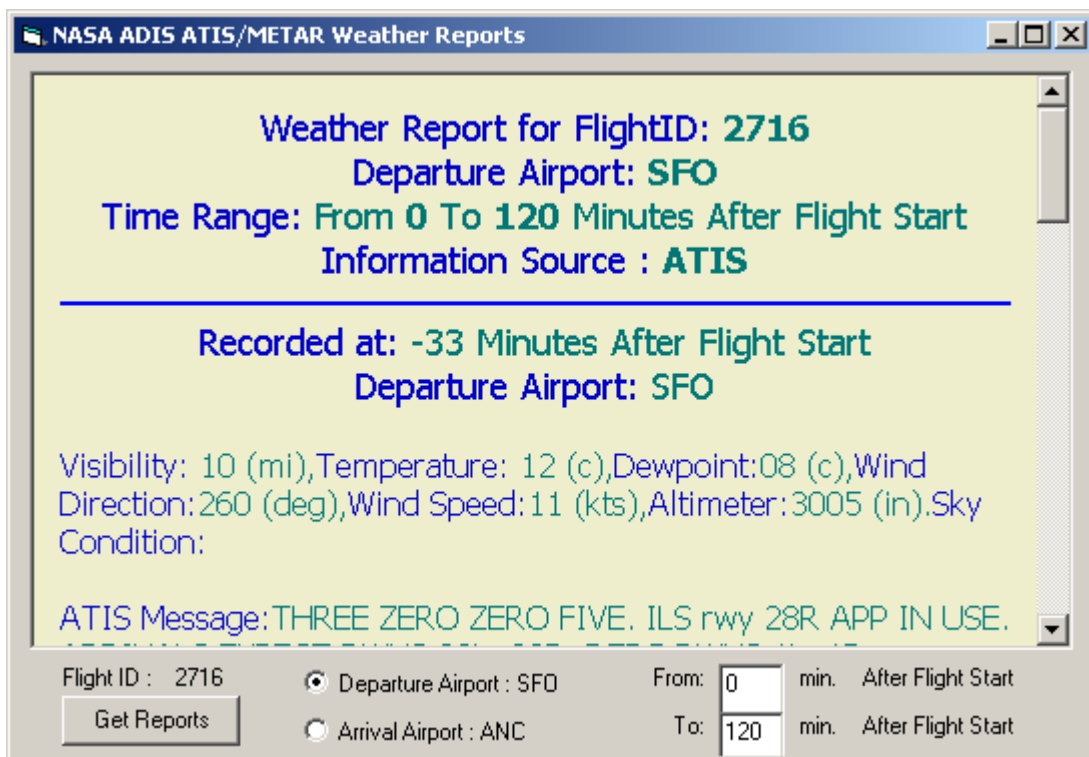 NASA ADIS ATIS/METAR Weather Reports
Weather Report for FlightID: 2716
Departure Airport: SFO
Time Range: From 0 To 120 Minutes After Flight Start
Information Source : ATIS
Recorded at: -33 Minutes After Flight Start
Departure Airport: SFO
Visibility: 10 (mi),Temperature: 12 (c),Dewpoint:08 (c),Wind
Direction:260 (deg),Wind Speed:11 (kts),Altimeter:3005 (in).Sky
Condition:
ATIS Message:THREE ZERO ZERO FIVE. ILS rwy 28R APP IN USE.
Flight ID : 2716
Departure Airport : SFO
From: 0 min. After Flight Start
Get Reports
Arrival Airport : ANC
To: 120 min. After Flight Start